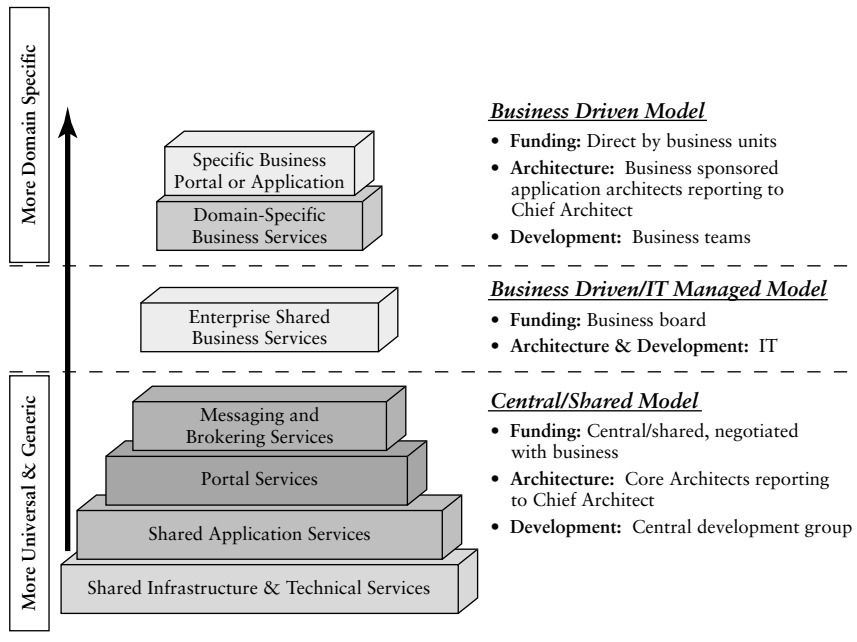 More Domain Specific
Specific Business
Portal or Application
Domain-Specific
Business Services
Business Driven Model
• Funding: Direct by business units
• Architecture: Business sponsored
application architects reporting to
Chief Architect
• Development: Business teams
Enterprise Shared
Business Services
Business Driven/IT Managed Model
• Funding: Business board
• Architecture & Development: IT
More Universal & Generic
Messaging and
Brokering Services
Portal Services
Shared Application Services
Shared Infrastructure & Technical Services
Central/Shared Model
• Funding: Central/shared, negotiated
with business
• Architecture: Core Architects reporting
to Chief Architect
• Development: Central development group